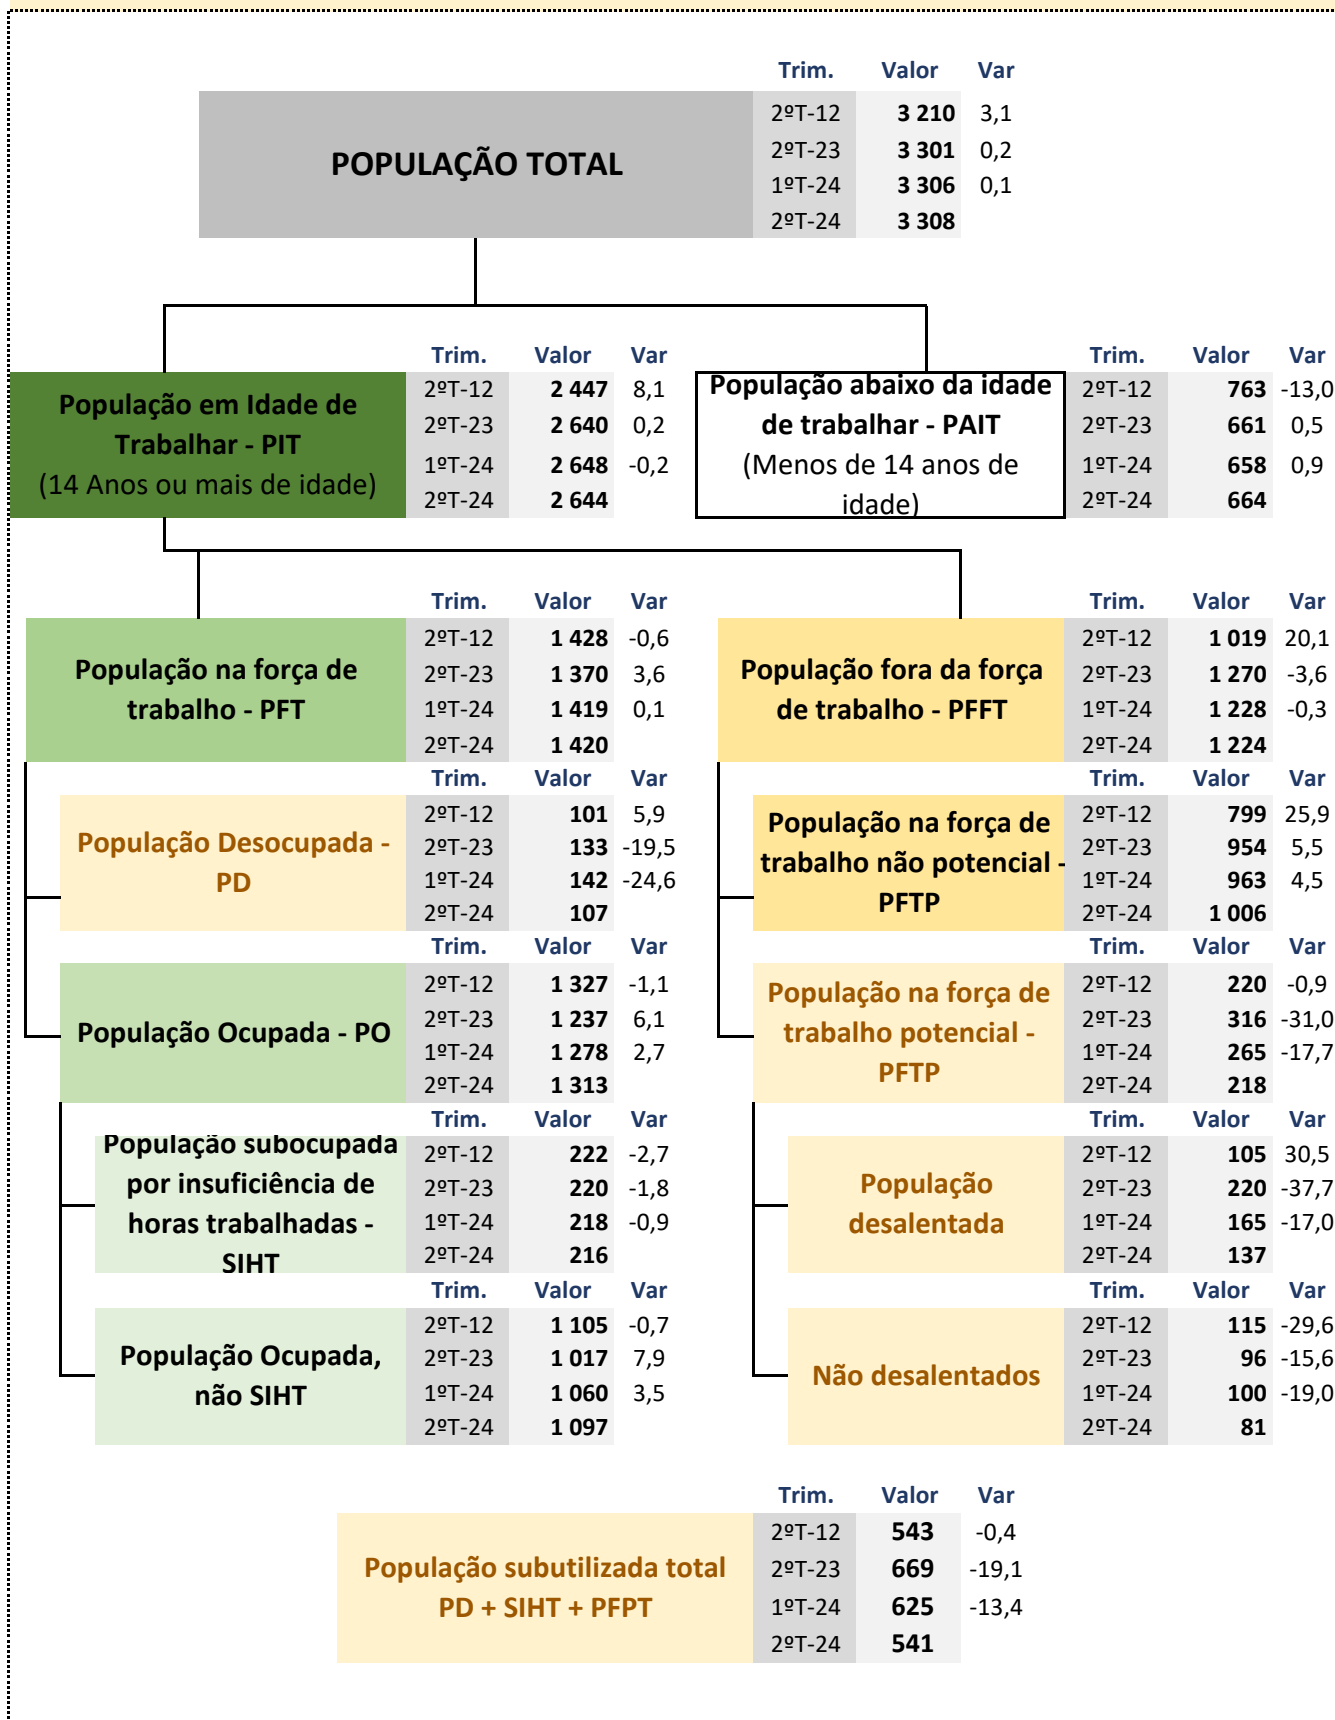 Trim. Valor Var
POPULAÇÃO TOTAL
2ºT-12 3 210 3,1
2ºT-23 3 301 0,2
1ºT-24 3 306 0,1
2ºT-24 3 308
Trim. Valor Var
População em Idade de
Trabalhar - PIT
(14 Anos ou mais de idade)
2ºT-12 2 447 8,1
2ºT-23 2 640 0,2
1ºT-24 2 648 -0,2
2ºT-24 2 644
Trim. Valor Var
População abaixo da idade
de trabalhar - PAIT
(Menos de 14 anos de
idade)
2ºT-12 763 -13,0
2ºT-23 661 0,5
1ºT-24 658 0,9
2ºT-24 664
Trim. Valor Var
População na força de
trabalho - PFT
2ºT-12 1 428 -0,6
2ºT-23 1 370 3,6
1ºT-24 1 419 0,1
2ºT-24 1 420
Trim. Valor Var
População fora da força
de trabalho - PFFT
2ºT-12 1 019 20,1
2ºT-23 1 270 -3,6
1ºT-24 1 228 -0,3
2ºT-24 1 224
Trim. Valor Var
População Desocupada -
PD
2ºT-12 101 5,9
2ºT-23 133 -19,5
1ºT-24 142 -24,6
2ºT-24 107
Trim. Valor Var
População na força de
trabalho não potencial -
PFTP
2ºT-12 799 25,9
2ºT-23 954 5,5
1ºT-24 963 4,5
2ºT-24 1 006
Trim. Valor Var
População Ocupada - PO
2ºT-12 1 327 -1,1
2ºT-23 1 237 6,1
1ºT-24 1 278 2,7
2ºT-24 1 313
Trim. Valor Var
População na força de
trabalho potencial -
PFTP
2ºT-12 220 -0,9
2ºT-23 316 -31,0
1ºT-24 265 -17,7
2ºT-24 218
Trim. Valor Var
População subocupada
por insuficiência de
horas trabalhadas -
SIHT
2ºT-12 222 -2,7
2ºT-23 220 -1,8
1ºT-24 218 -0,9
2ºT-24 216
Trim. Valor Var
População
desalentada
2ºT-12 105 30,5
2ºT-23 220 -37,7
1ºT-24 165 -17,0
2ºT-24 137
Trim. Valor Var
População Ocupada,
não SIHT
2ºT-12 1 105 -0,7
2ºT-23 1 017 7,9
1ºT-24 1 060 3,5
2ºT-24 1 097
Trim. Valor Var
Não desalentados
2ºT-12 115 -29,6
2ºT-23 96 -15,6
1ºT-24 100 -19,0
2ºT-24 81
Trim. Valor Var
População subutilizada total
PD + SIHT + PFPT
2ºT-12 543 -0,4
2ºT-23 669 -19,1
1ºT-24 625 -13,4
2ºT-24 541